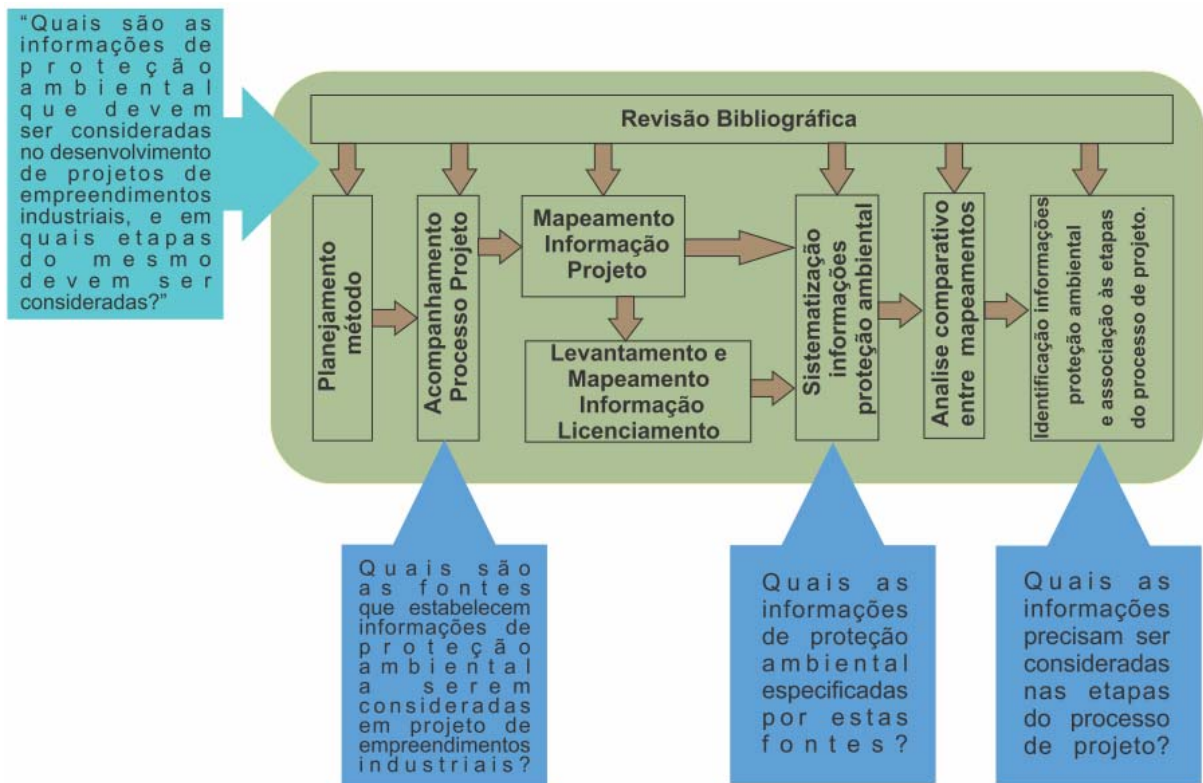 “Quais são as
informações de
proteção
ambiental
que devem
ser consideradas
no desenvolvimento
de projetos de
empreendimentos
industriais, e em
quais etapas
do mesmo
devem ser
consideradas?”
Revisão Bibliográfica
Planejamento
método
Acompanhamento
Processo Projeto
Mapeamento
Informação
Projeto
Levantamento e
Mapeamento
Informação
Licenciamento
Sistematização
informações
proteção ambiental
Analise comparativo
entre mapeamentos
Identificação informações
proteção ambiental
e associação às etapas
do processo de projeto.
Quais são
as fontes
que estabelecem
informações de
proteção
ambiental
a serem
consideradas
em projeto de
empreendimentos
industriais?
Quais as
informações
de proteção
ambiental
especificadas
por estas
fontes?
Quais as
informações
precisam ser
consideradas
nas etapas
do processo
de projeto?